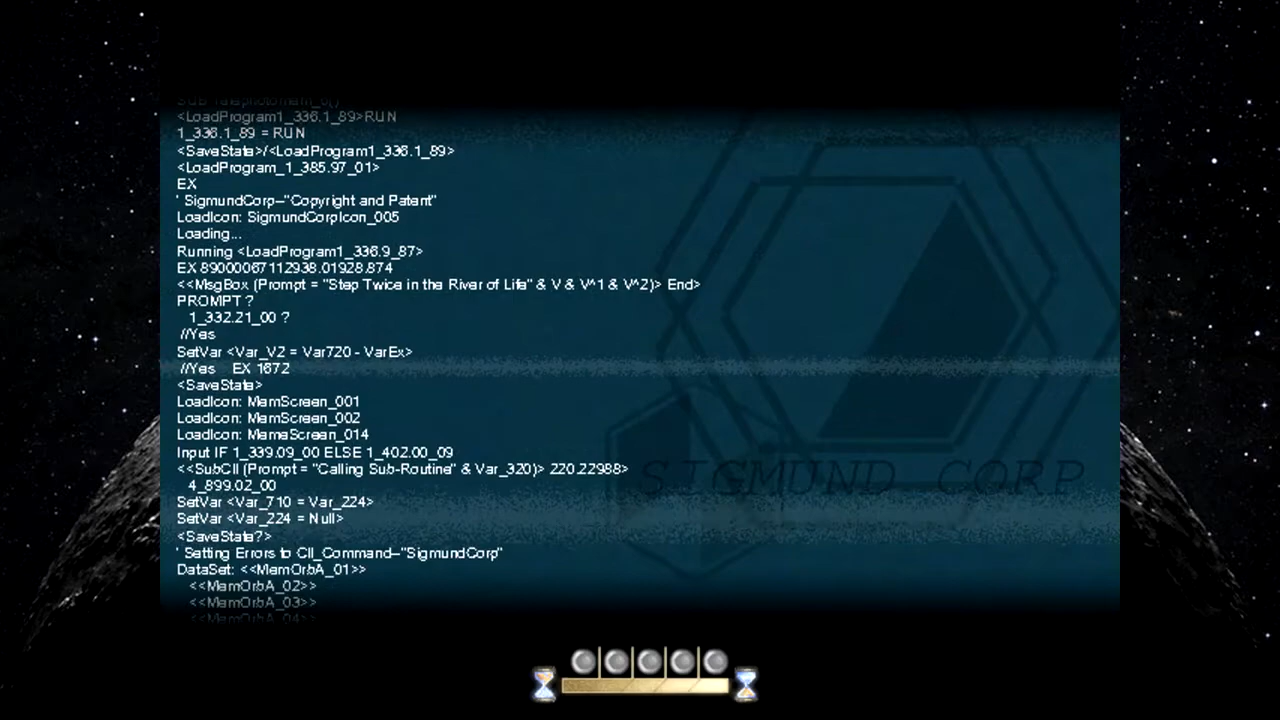 SUB Telephotomem_0()
<LoadProgram1_336.1_89>RUN
1_336.1_89 = RUN
<SaveState>/<LoadProgram1_336.1_89>
<LoadProgram_1_385.97_01>
EX
' SigmundCorp--"Copyright and Patent"
LoadIcon: SigmundCorpIcon_005
Loading...
Running <LoadProgram1_336.9_87>
EX 89000067112938.01928.874
<<MsgBox (Prompt = "Step Twice in the River of Life" & V & V^1 & V^2)> End>
PROMPT ?
1_332.21_00 ?
//Yes
SetVar <Var_V2 = Var720 - VarEx>
//Yes EX 1672
<SaveState>
LoadIcon: MemScreen_001
LoadIcon: MemScreen_002
LoadIcon: MemeScreen_014
Input IF 1_339.09_00 ELSE 1_402.00_09
<<SubCll (Prompt = "Calling Sub-Routine" & Var_320)> 220.22988>
4_899.02_00
SetVar <Var_710 = Var_224>
SetVar <Var_224 = Null>
<SaveState?>
' Setting Errors to Cll_Command--"SigmundCorp"
DataSet: <<MemOrbA_01>>
<<MemOrbA_02>>
<<MemOrbA_03>>
<<MemOrbA_04>>
SIGMUND CORP